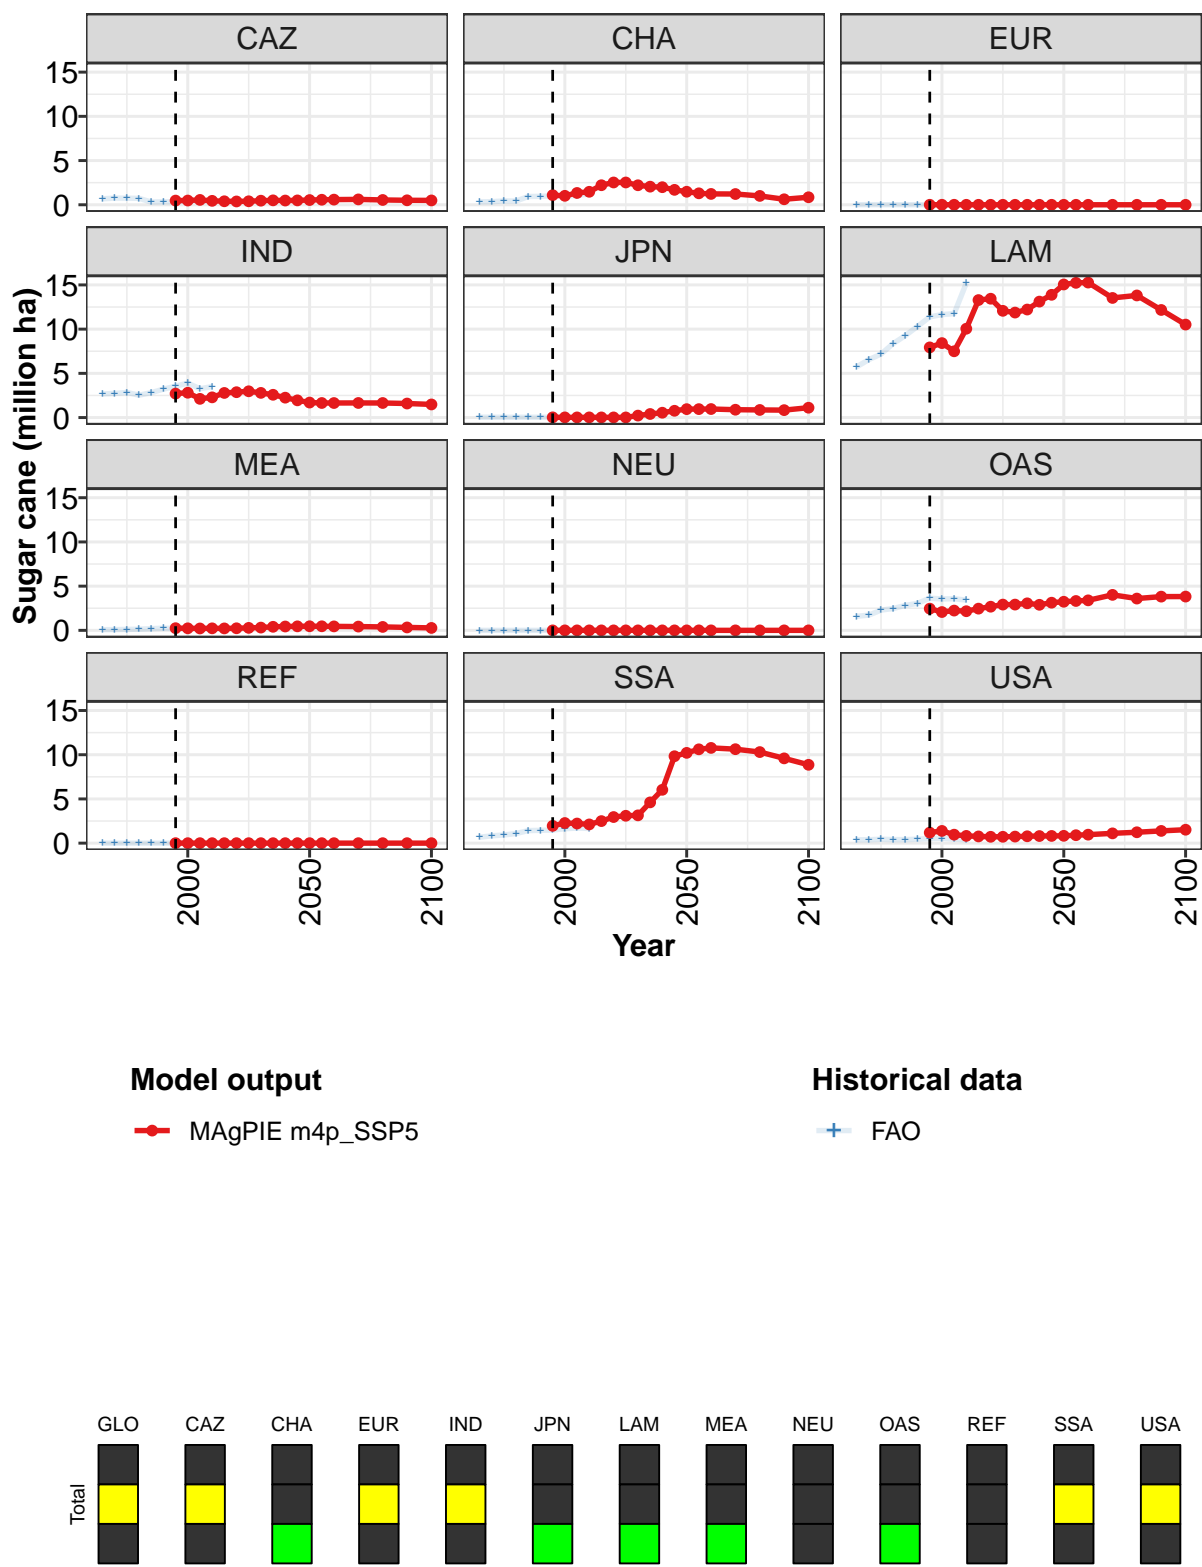 CAZ CHA EUR
15
10
5
0
IND JPN LAM
15
10
5
0
MEA NEU OAS
15
10
5
0
REF SSA USA
15
10
5
0
Sugar cane (million ha)
2000 2050 2100 2000 2050 2100 2000 2050 2100
Year
Model output Historical data
MAgPIE m4p_SSP5 FAO
GLO CAZ CHA EUR IND JPN LAM MEA NEU OAS REF SSA USA
Total